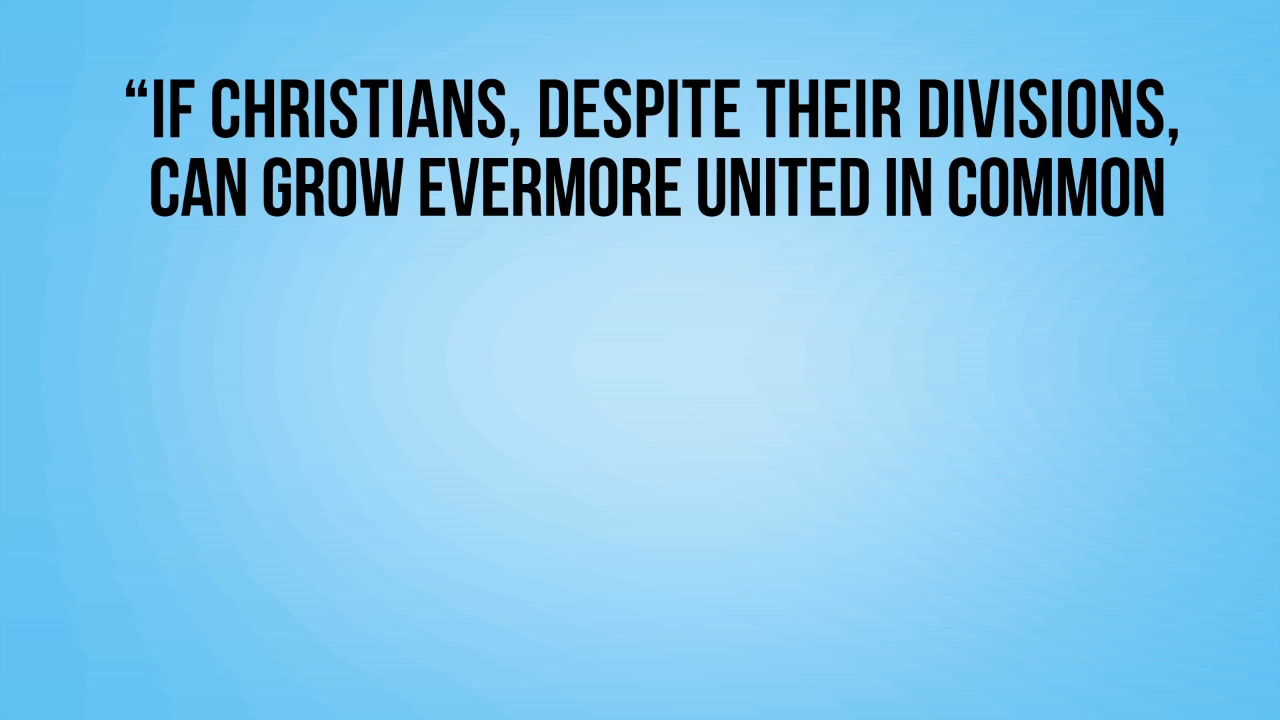 “IF CHRISTIANS, DESPITE THEIR DIVISIONS,
CAN GROW EVERMORE UNITED IN COMMON